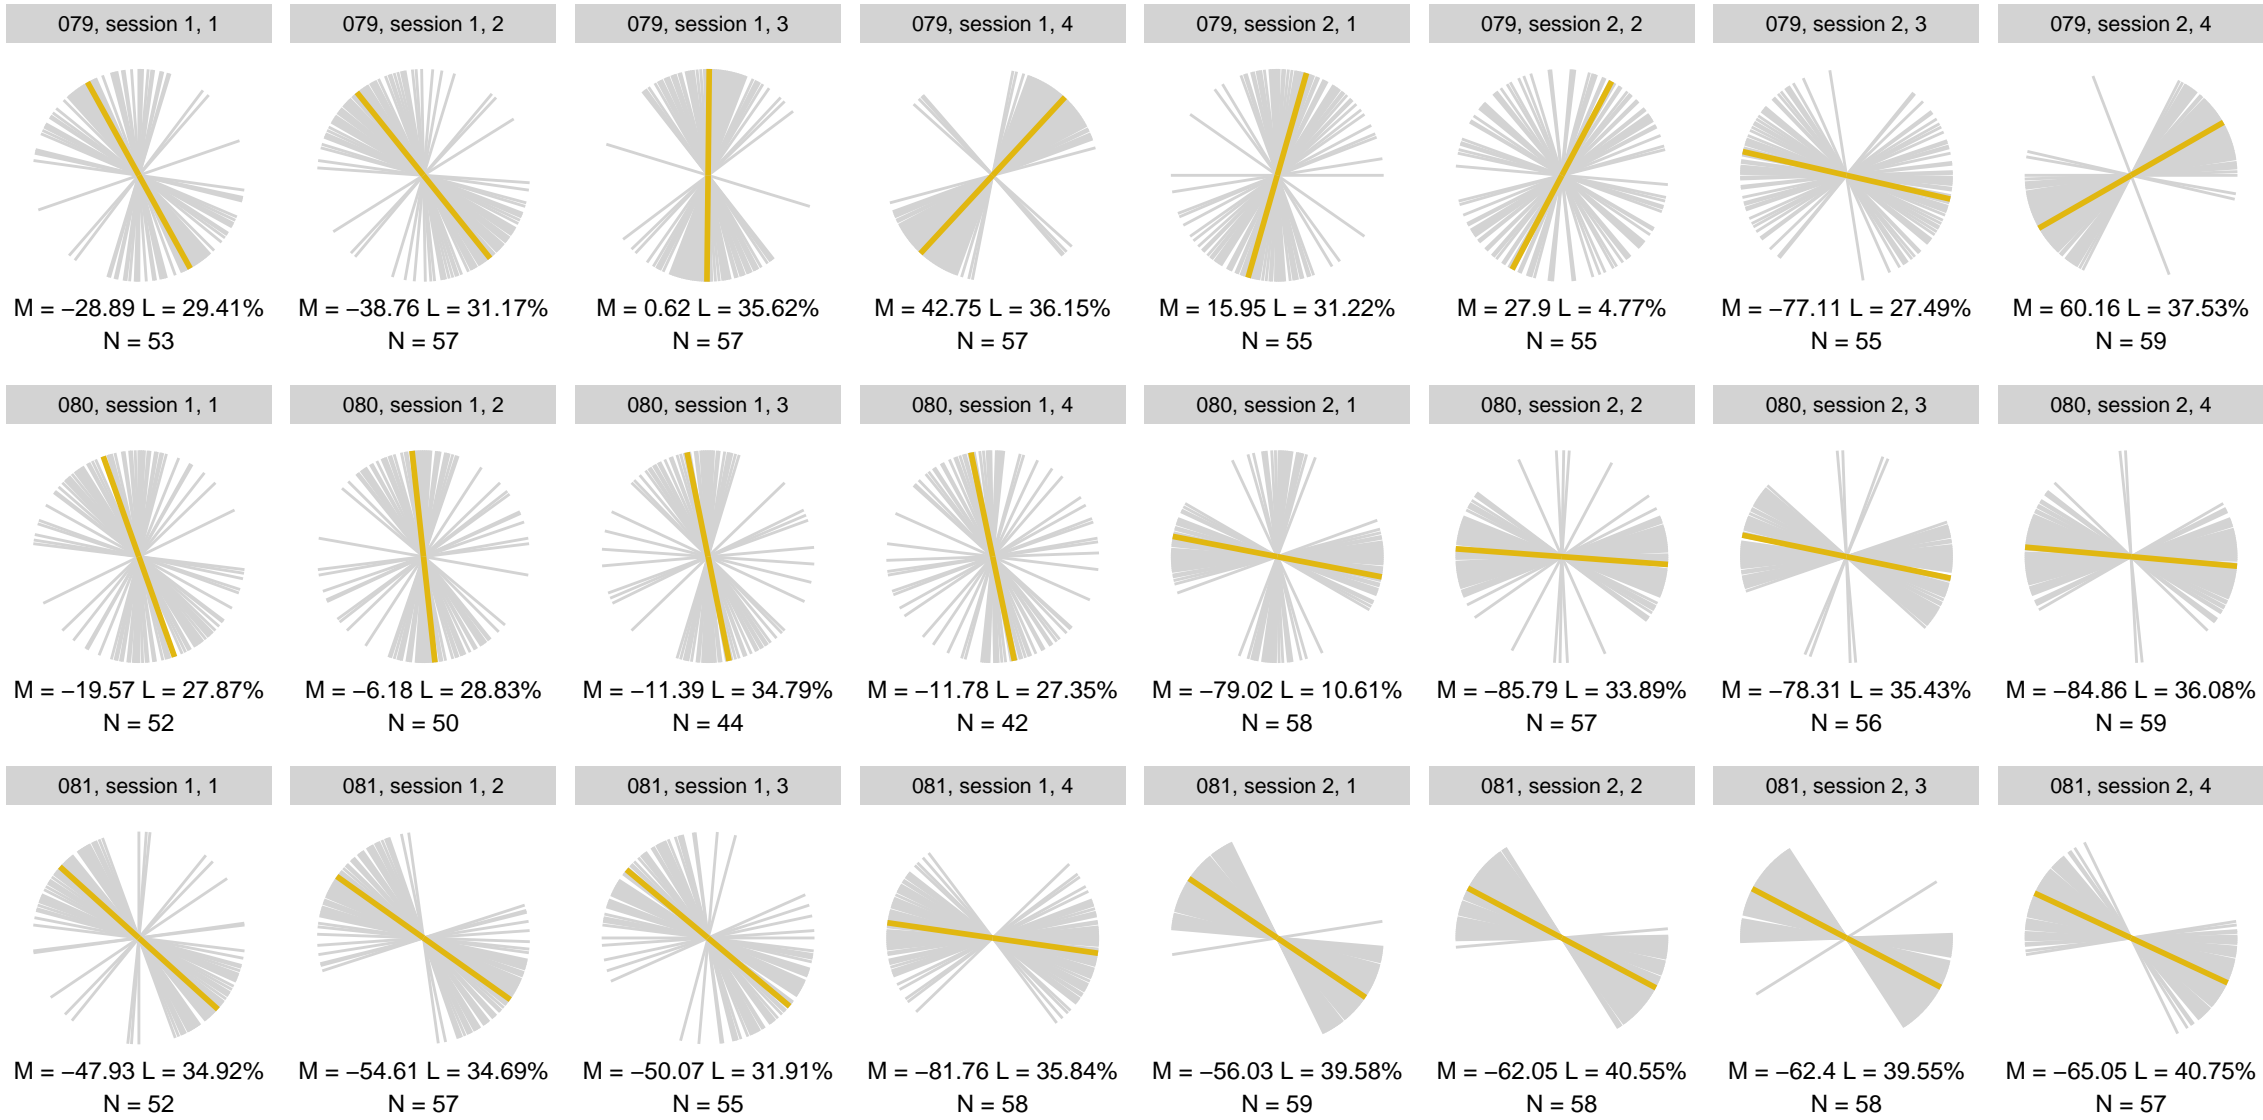 079, session 1, 1
079, session 1, 2
079, session 1, 3
079, session 1, 4
079, session 2, 1
079, session 2, 2
079, session 2, 3
079, session 2, 4
M = −28.89 L = 29.41%
N = 53
M = −38.76 L = 31.17%
N = 57
M = 0.62 L = 35.62%
N = 57
M = 42.75 L = 36.15%
N = 57
M = 15.95 L = 31.22%
N = 55
M = 27.9 L = 4.77%
N = 55
M = −77.11 L = 27.49%
N = 55
M = 60.16 L = 37.53%
N = 59
080, session 1, 1
080, session 1, 2
080, session 1, 3
080, session 1, 4
080, session 2, 1
080, session 2, 2
080, session 2, 3
080, session 2, 4
M = −19.57 L = 27.87%
N = 52
M = −6.18 L = 28.83%
N = 50
M = −11.39 L = 34.79%
N = 44
M = −11.78 L = 27.35%
N = 42
M = −79.02 L = 10.61%
N = 58
M = −85.79 L = 33.89%
N = 57
M = −78.31 L = 35.43%
N = 56
M = −84.86 L = 36.08%
N = 59
081, session 1, 1
081, session 1, 2
081, session 1, 3
081, session 1, 4
081, session 2, 1
081, session 2, 2
081, session 2, 3
081, session 2, 4
M = −47.93 L = 34.92%
N = 52
M = −54.61 L = 34.69%
N = 57
M = −50.07 L = 31.91%
N = 55
M = −81.76 L = 35.84%
N = 58
M = −56.03 L = 39.58%
N = 59
M = −62.05 L = 40.55%
N = 58
M = −62.4 L = 39.55%
N = 58
M = −65.05 L = 40.75%
N = 57